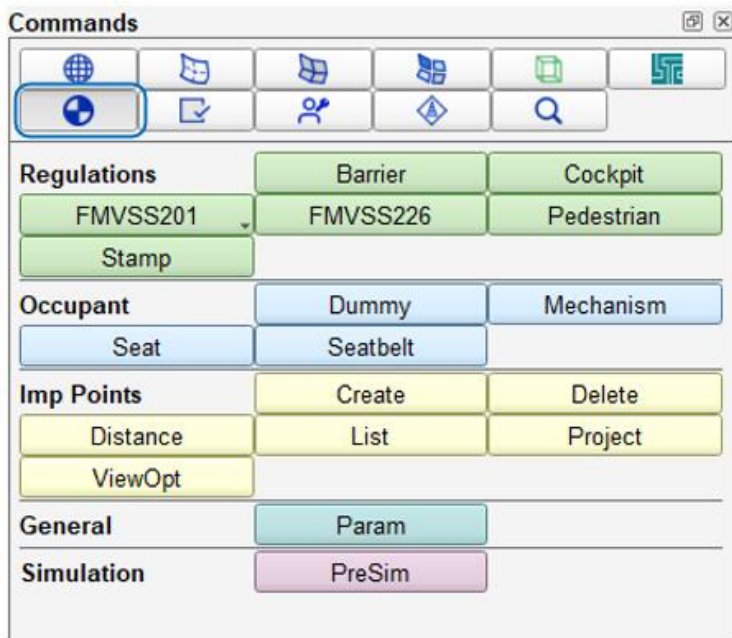 Commands
Regulations Barrier Cockpit
FMVSS201 FMVSS226 Pedestrian
Stamp
Occupant Dummy Mechanism
Seat Seatbelt
Imp Points Create Delete
Distance List Project
ViewOpt
General Param
Simulation PreSim